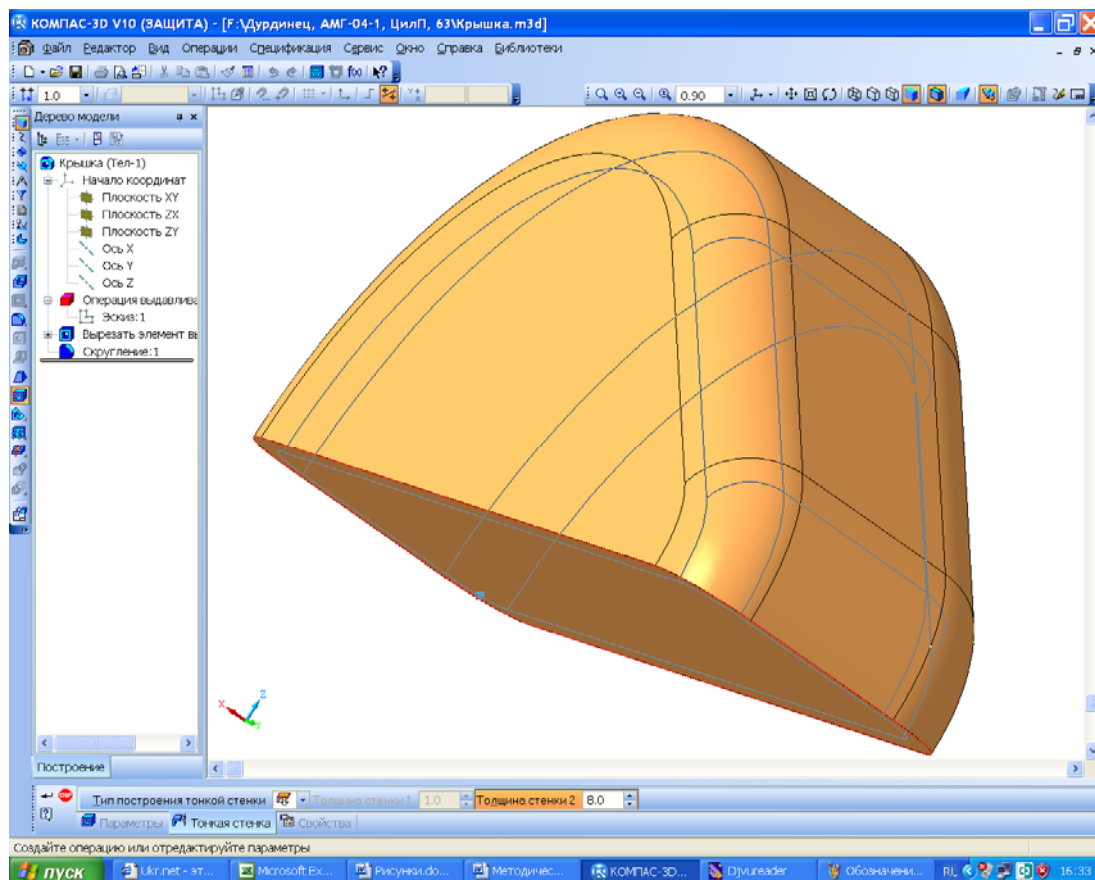 КОМПАС-3D V10 (ЗАЩИТА) - [F:\Дурдинец, АМГ-04-1, ЦилП, 63\Крышка.m3d]
Файл Редактор Вид Операции Спецификация Сервис Окно Справка Библиотеки
f(x)
1.0 0.90
Дерево модели
Крышка (Тел-1)
Начало координат
Плоскость XY
Плоскость ZX
Плоскость ZY
Ось X
Ось Y
Ось Z
Операция выдавлива
Эскиз:1
Вырезать элемент вы
Скругление:1
X Z Y
Построение
STOP
Тип построения тонкой стенки Толщина стенки 1 1.0 Толщина стенки 2 8.0
Параметры Тонкая стенка Свойства
Создайте операцию или отредактируйте параметры
пуск Ukr.net - эт... Microsoft Ex... Рисунки.do... Методичес... КОМПАС-3D... Djvureader Обозначени... RU 16:33